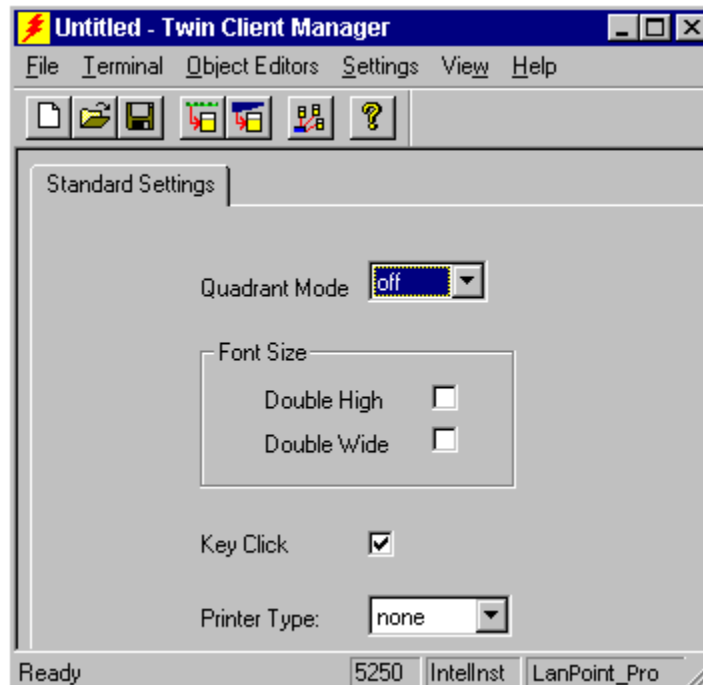 Untitled - Twin Client Manager
File Terminal Object Editors Settings View Help
Standard Settings
Quadrant Mode off
Font Size
Double High
Double Wide
Key Click
Printer Type: none
Ready 5250 IntelInst LanPoint_Pro